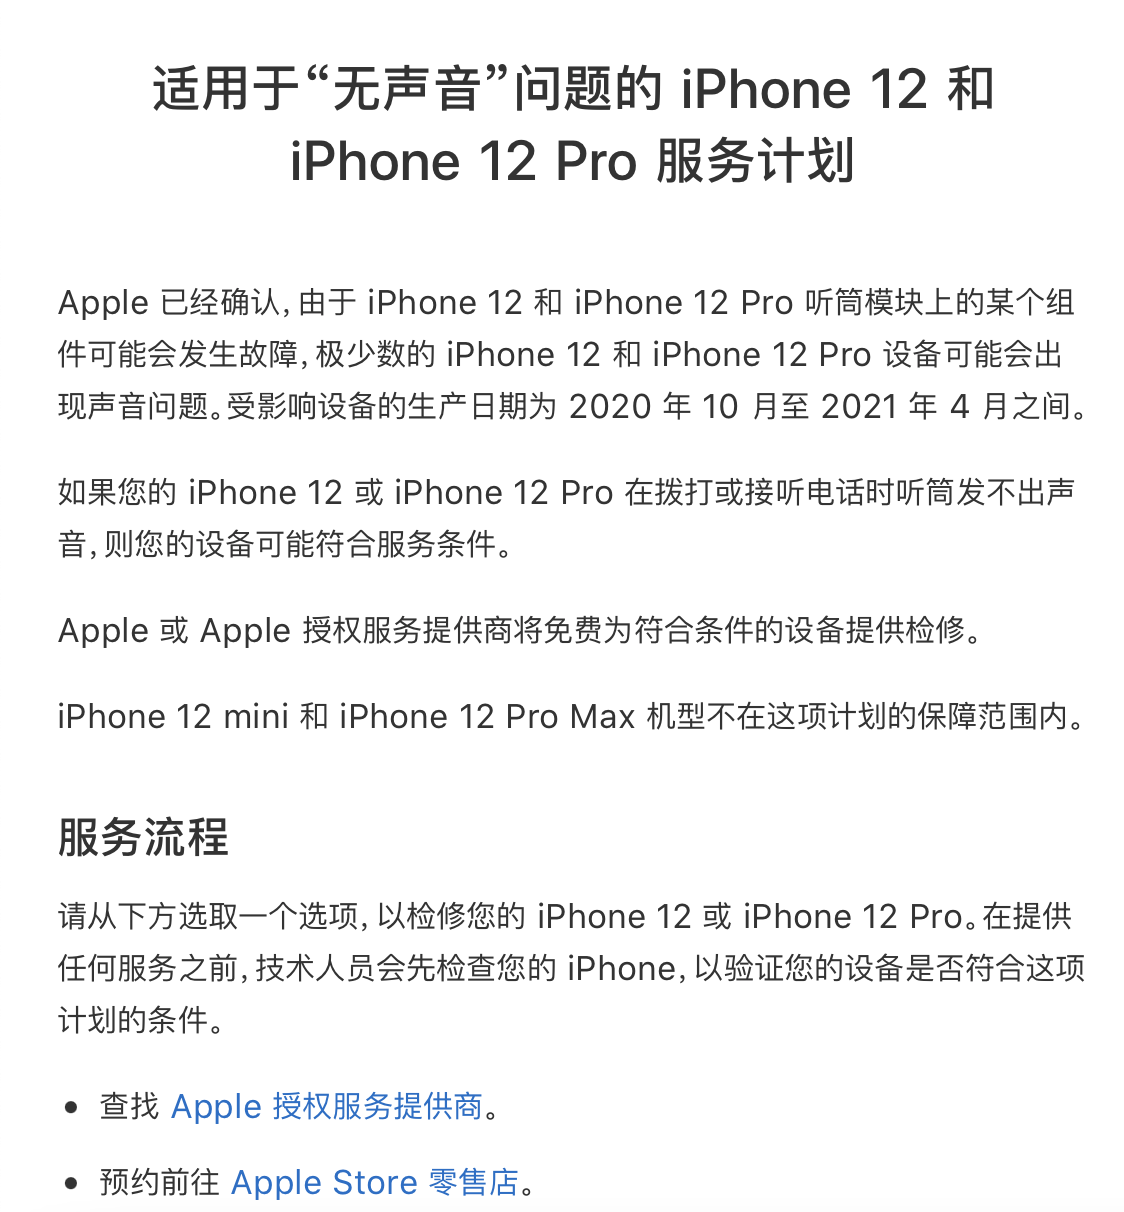 适用于“无声音”问题的 iPhone 12 和
iPhone 12 Pro 服务计划
Apple 已经确认，由于 iPhone 12 和 iPhone 12 Pro 听筒模块上的某个组
件可能会发生故障，极少数的 iPhone 12 和 iPhone 12 Pro 设备可能会出
现声音问题。受影响设备的生产日期为 2020 年 10 月至 2021 年 4 月之间。
如果您的 iPhone 12 或 iPhone 12 Pro 在拨打或接听电话时听筒发不出声
音，则您的设备可能符合服务条件。
Apple 或 Apple 授权服务提供商将免费为符合条件的设备提供检修。
iPhone 12 mini 和 iPhone 12 Pro Max 机型不在这项计划的保障范围内。
服务流程
请从下方选取一个选项，以检修您的 iPhone 12 或 iPhone 12 Pro。在提供
任何服务之前，技术人员会先检查您的 iPhone，以验证您的设备是否符合这项
计划的条件。
• 查找 Apple 授权服务提供商。
• 预约前往 Apple Store 零售店。